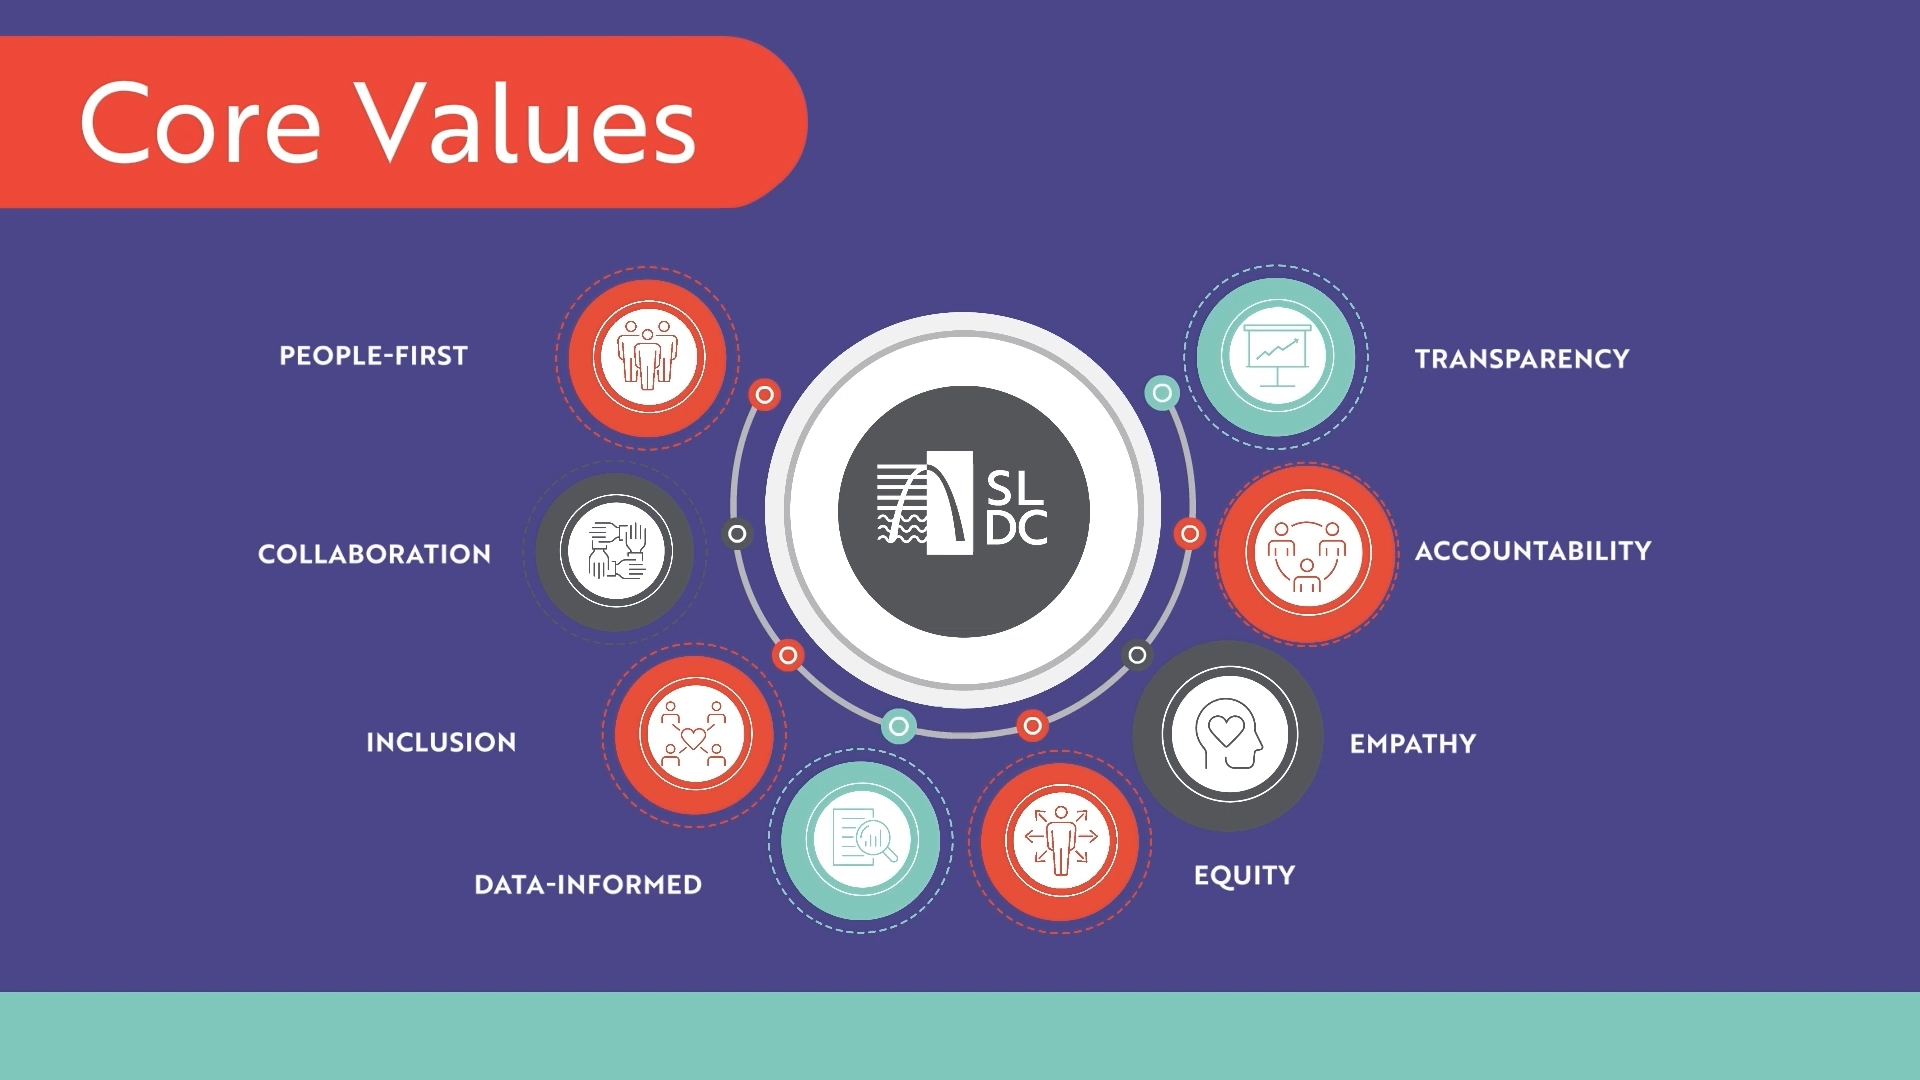 Core Values
PEOPLE-FIRST
TRANSPARENCY
SL
DC
COLLABORATION
ACCOUNTABILITY
INCLUSION
EMPATHY
DATA-INFORMED
EQUITY